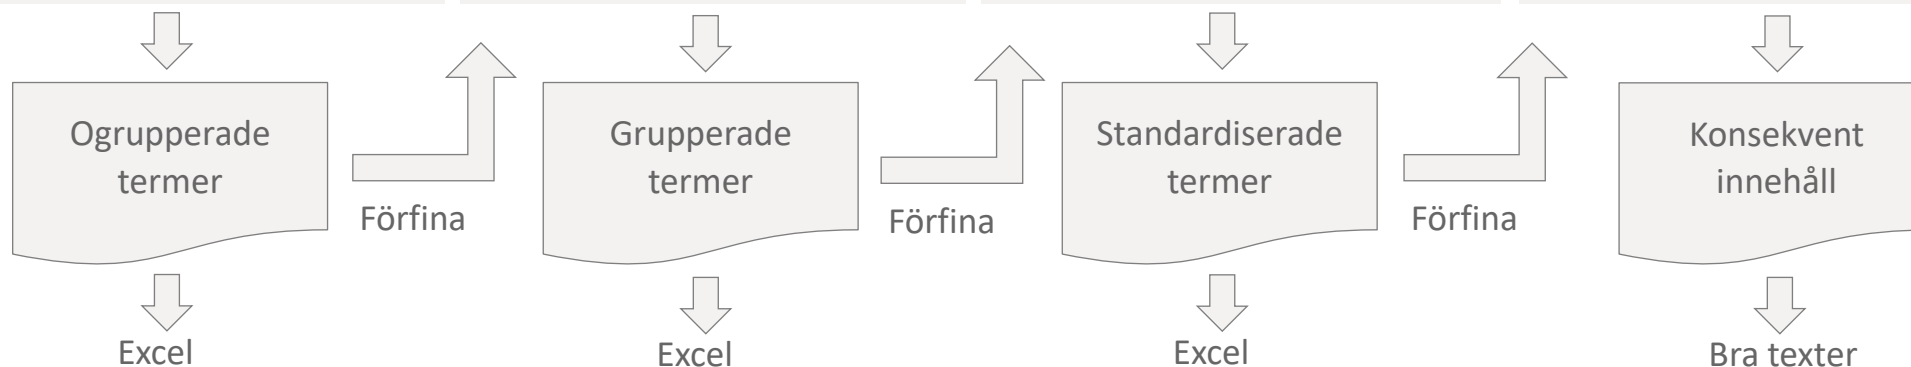 Ogrupperade
termer
Förfina
Excel
Grupperade
termer
Förfina
Excel
Standardiserade
termer
Förfina
Excel
Konsekvent
innehåll
Bra texter